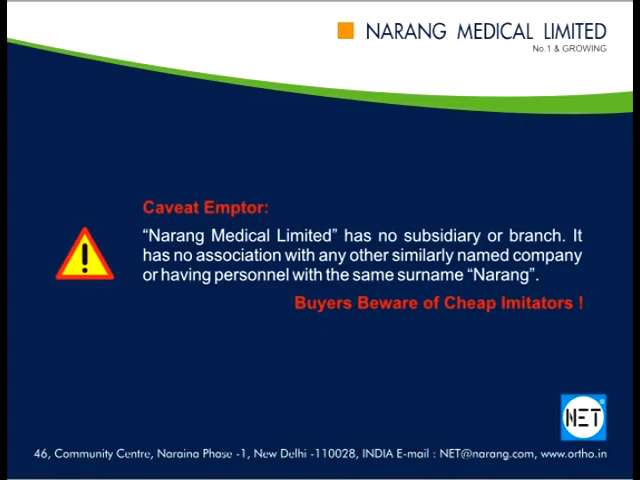 NARANG MEDICAL LIMITED
No.1 & GROWING
Caveat Emptor:
“Narang Medical Limited” has no subsidiary or branch. It
has no association with any other similarly named company
or having personnel with the same surname “Narang”.
Buyers Beware of Cheap Imitators !
NET
46, Community Centre, Naraina Phase -1, New Delhi -110028, INDIA E-mail : NET@narang.com, www.ortho.in